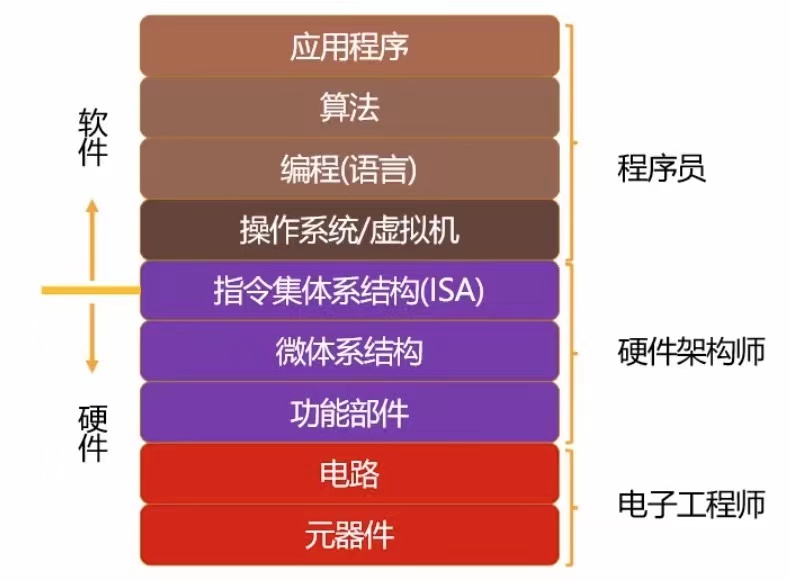 应用程序
算法
编程(语言)
操作系统/虚拟机
指令集体系结构(ISA)
微体系结构
功能部件
电路
元器件
软件
硬件
程序员
硬件架构师
电子工程师